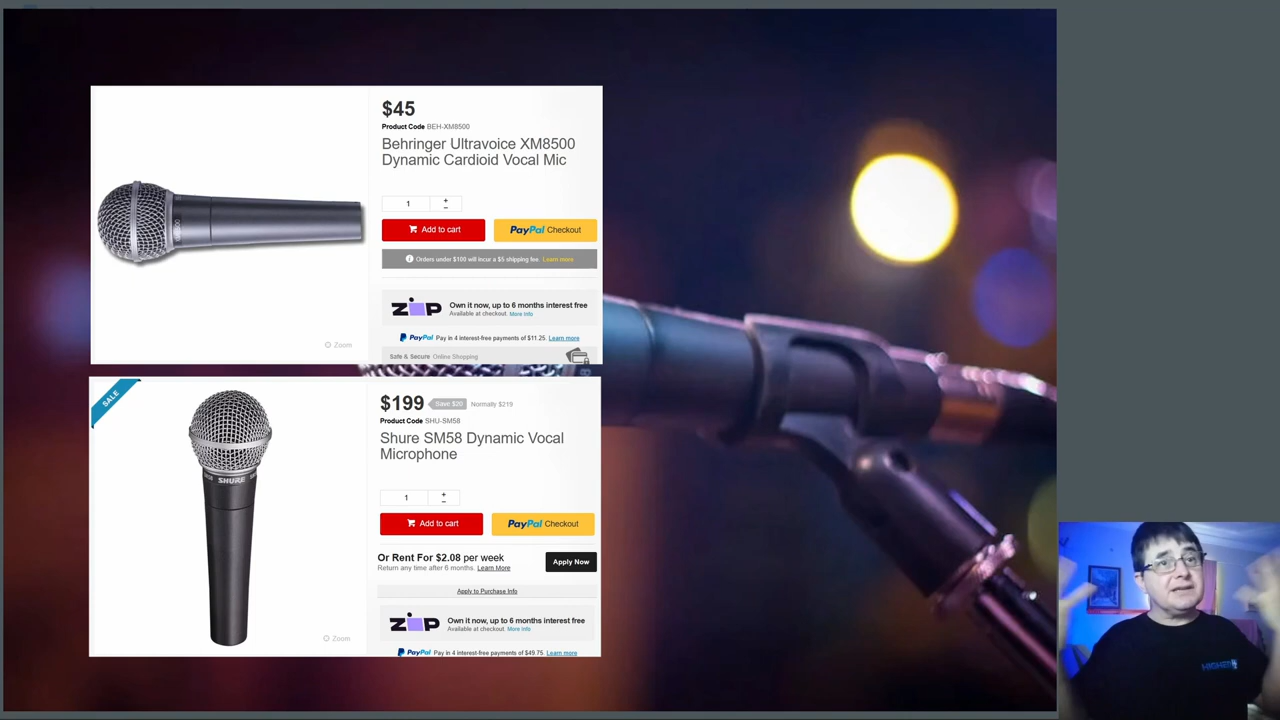 $45
Product Code BEH-XM8500
Behringer Ultravoice XM8500
Dynamic Cardioid Vocal Mic
1
+
−
Add to cart
PayPal Checkout
Orders under $100 will incur a $5 shipping fee. Learn more
ZIP Own it now, up to 6 months interest free
Available at checkout. More Info
PayPal Pay in 4 interest-free payments of $11.25. Learn more
Zoom
Safe & Secure Online Shopping
SALE
$199 Save $20 Normally $219
Product Code SHU-SM58
Shure SM58 Dynamic Vocal
Microphone
SHURE
1
+
−
Add to cart
PayPal Checkout
Or Rent For $2.08 per week
Return any time after 6 months. Learn More
Apply Now
Apply to Purchase Info
ZIP Own it now, up to 6 months interest free
Available at checkout. More Info
Zoom
PayPal Pay in 4 interest-free payments of $49.75. Learn more